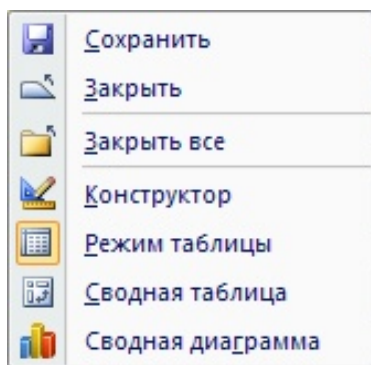 Сохранить
Закрыть
Закрыть все
Конструктор
Режим таблицы
Сводная таблица
Сводная диаграмма